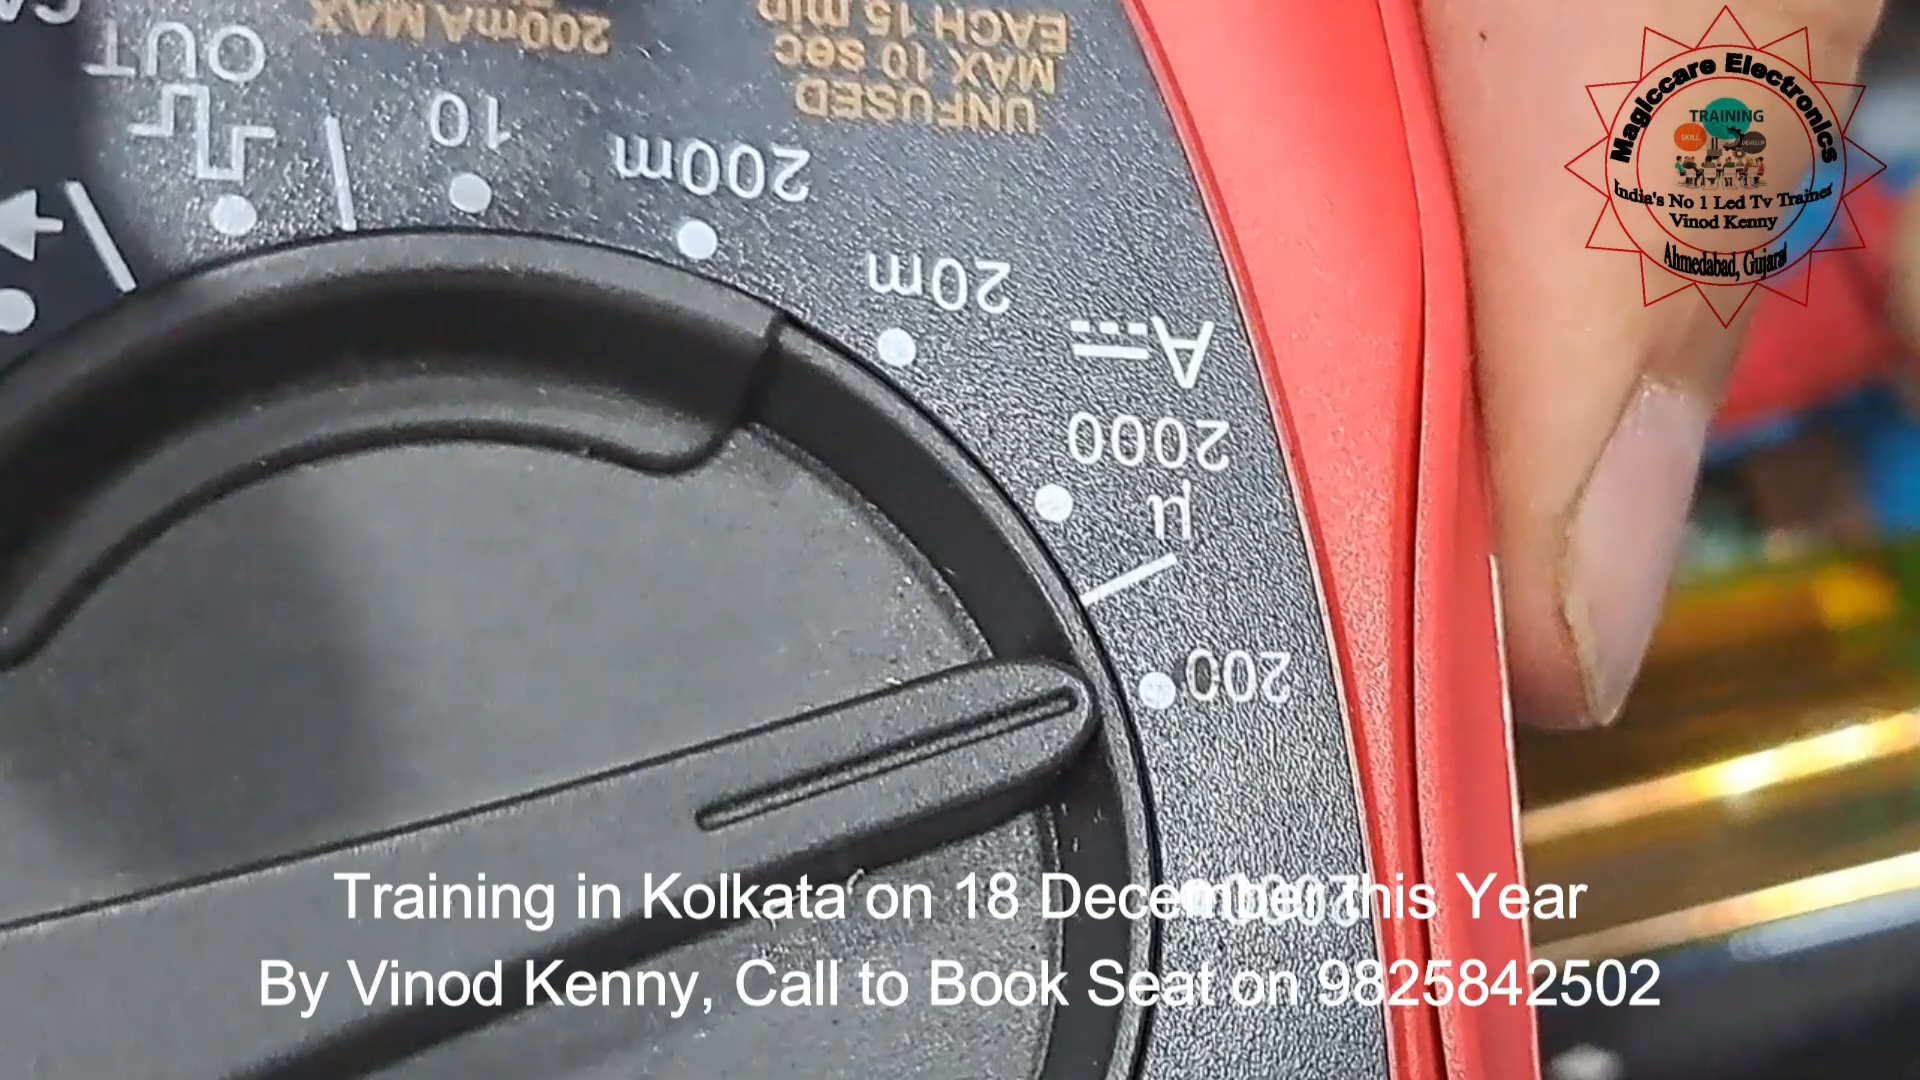 OUT
200mA MAX
UNFUSED
MAX 10 sec
EACH 15 min
10
200m
20m
A
2000
µ
200
Magiccare Electronics
TRAINING
SKILL
DEVELOP
India's No 1 Led Tv Trainer
Vinod Kenny
Ahmedabad, Gujarat
Training in Kolkata on 18 December this Year
By Vinod Kenny, Call to Book Seat on 9825842502